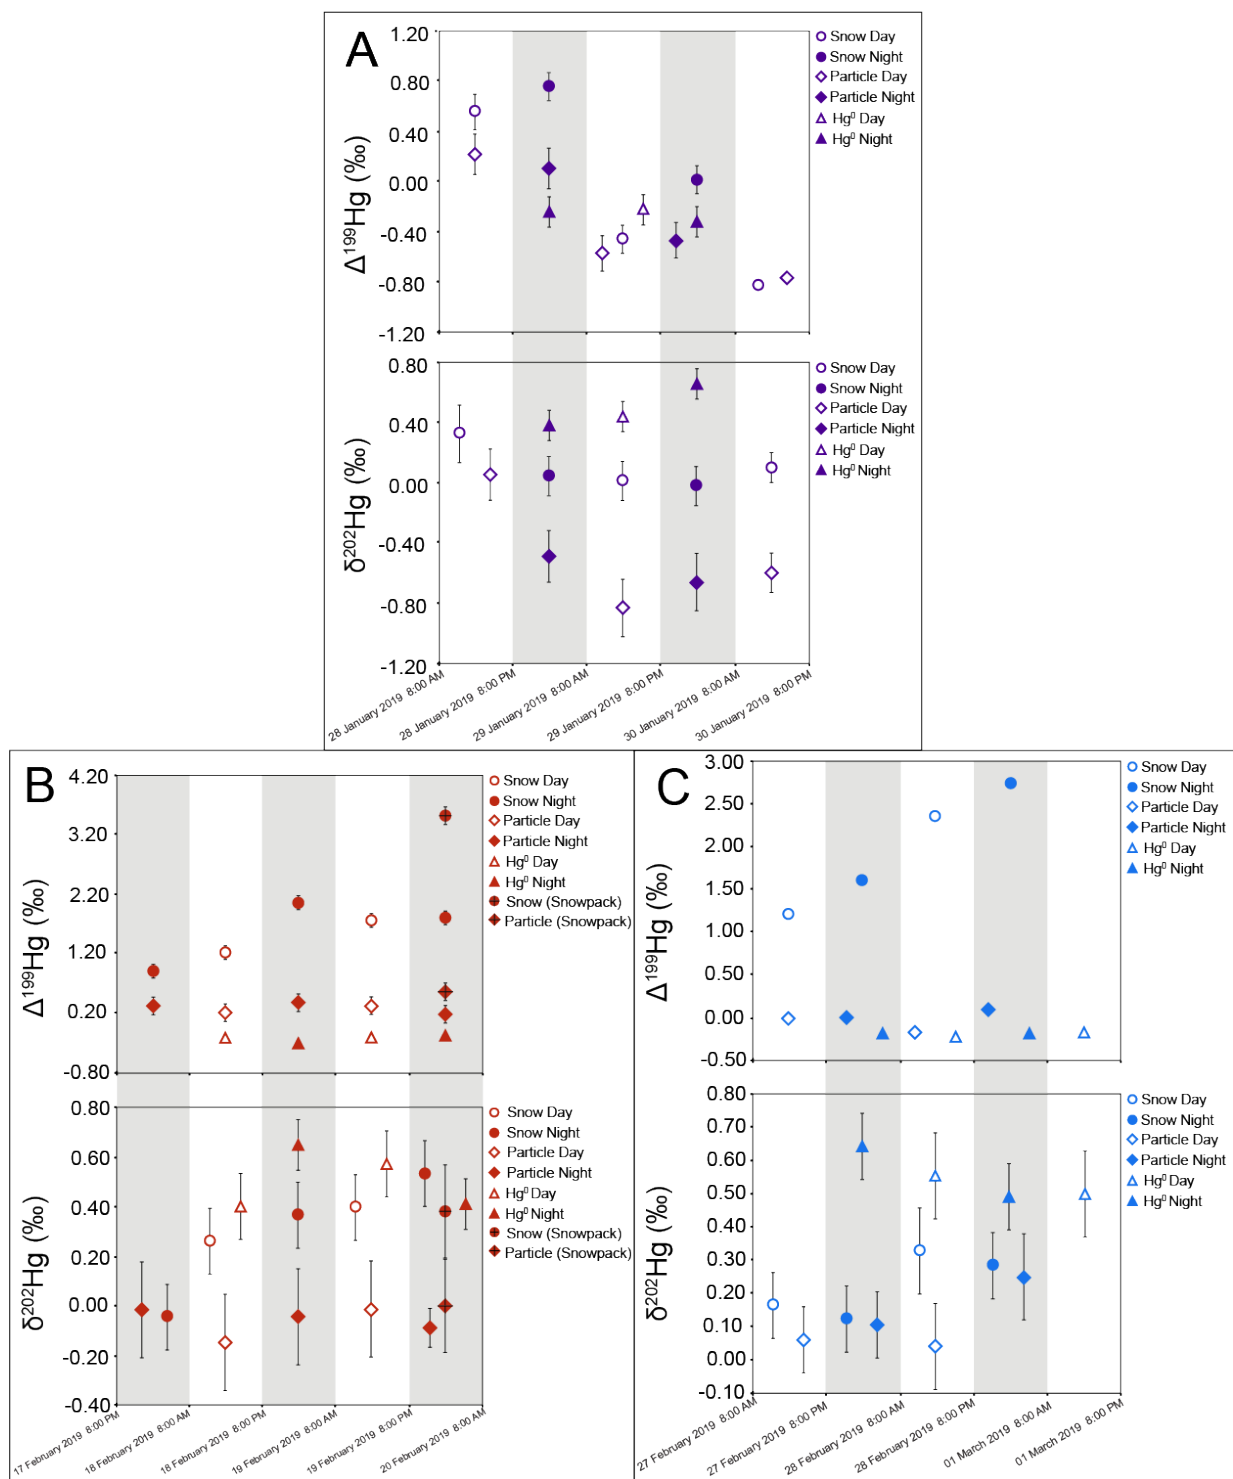 A
Δ¹⁹⁹Hg (‰)
1.20
0.80
0.40
0.00
-0.40
-0.80
-1.20
Snow Day
Snow Night
Particle Day
Particle Night
Hg⁰ Day
Hg⁰ Night
δ²⁰²Hg (‰)
0.80
0.40
0.00
-0.40
-0.80
-1.20
Snow Day
Snow Night
Particle Day
Particle Night
Hg⁰ Day
Hg⁰ Night
28 January 2019 8:00 AM
28 January 2019 8:00 PM
29 January 2019 8:00 AM
29 January 2019 8:00 PM
30 January 2019 8:00 AM
30 January 2019 8:00 PM
B
Δ¹⁹⁹Hg (‰)
4.20
3.20
2.20
1.20
0.20
-0.80
Snow Day
Snow Night
Particle Day
Particle Night
Hg⁰ Day
Hg⁰ Night
Snow (Snowpack)
Particle (Snowpack)
δ²⁰²Hg (‰)
0.80
0.60
0.40
0.20
0.00
-0.20
-0.40
Snow Day
Snow Night
Particle Day
Particle Night
Hg⁰ Day
Hg⁰ Night
Snow (Snowpack)
Particle (Snowpack)
17 February 2019 8:00 PM
18 February 2019 8:00 AM
18 February 2019 8:00 PM
19 February 2019 8:00 AM
19 February 2019 8:00 PM
20 February 2019 8:00 AM
C
Δ¹⁹⁹Hg (‰)
3.00
2.50
2.00
1.50
1.00
0.50
0.00
-0.50
Snow Day
Snow Night
Particle Day
Particle Night
Hg⁰ Day
Hg⁰ Night
δ²⁰²Hg (‰)
0.80
0.70
0.60
0.50
0.40
0.30
0.20
0.10
0.00
-0.10
Snow Day
Snow Night
Particle Day
Particle Night
Hg⁰ Day
Hg⁰ Night
27 February 2019 8:00 AM
27 February 2019 8:00 PM
28 February 2019 8:00 AM
28 February 2019 8:00 PM
01 March 2019 8:00 AM
01 March 2019 8:00 PM